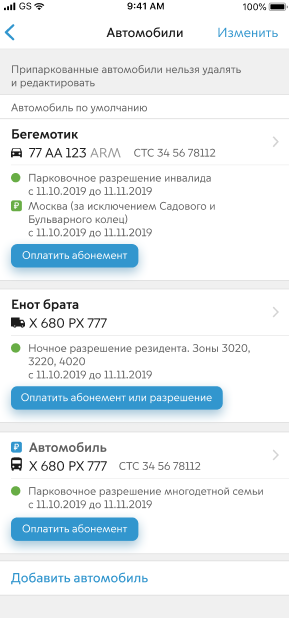 GS 9:41 AM 100%
Автомобили Изменить
Припаркованные автомобили нельзя удалять
и редактировать
Автомобиль по умолчанию
Бегемотик
77 AA 123 ARM СТС 34 56 78112
Парковочное разрешение инвалида
с 11.10.2019 до 11.11.2019
₽ Москва (за исключением Садового и
Бульварного колец)
с 11.10.2019 до 11.11.2019
Оплатить абонемент
Енот брата
X 680 PX 777
Ночное разрешение резидента. Зоны 3020,
3220, 4020
с 11.10.2019 до 11.11.2019
Оплатить абонемент или разрешение
₽ Автомобиль
X 680 PX 777 СТС 34 56 78112
Парковочное разрешение многодетной семьи
с 11.10.2019 до 11.11.2019
Оплатить абонемент
Добавить автомобиль